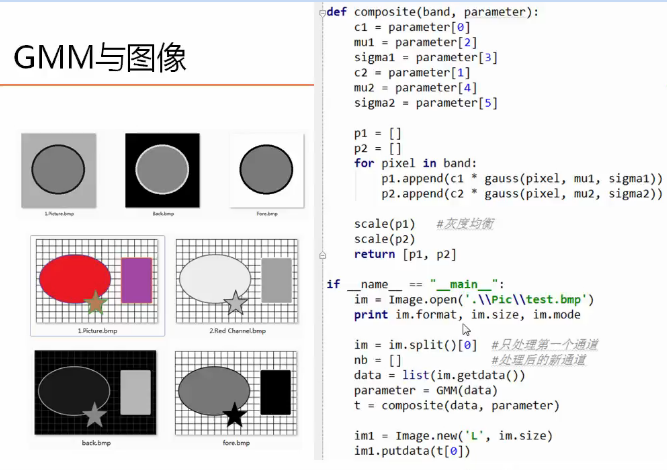 GMM与图像
1.Picture.bmp
Back.bmp
Fore.bmp
1.Picture.bmp
2.Red Channel.bmp
back.bmp
fore.bmp
def composite(band, parameter):
    c1 = parameter[0]
    mu1 = parameter[2]
    sigma1 = parameter[3]
    c2 = parameter[1]
    mu2 = parameter[4]
    sigma2 = parameter[5]
    p1 = []
    p2 = []
    for pixel in band:
        p1.append(c1 * gauss(pixel, mu1, sigma1))
        p2.append(c2 * gauss(pixel, mu2, sigma2))
    scale(p1)   #灰度均衡
    scale(p2)
    return [p1, p2]
if __name__ == "__main__":
    im = Image.open('.\\Pic\\test.bmp')
    print im.format, im.size, im.mode
    im = im.split()[0]  #只处理第一个通道
    nb = []             #处理后的新通道
    data = list(im.getdata())
    parameter = GMM(data)
    t = composite(data, parameter)
    im1 = Image.new('L', im.size)
    im1.putdata(t[0])